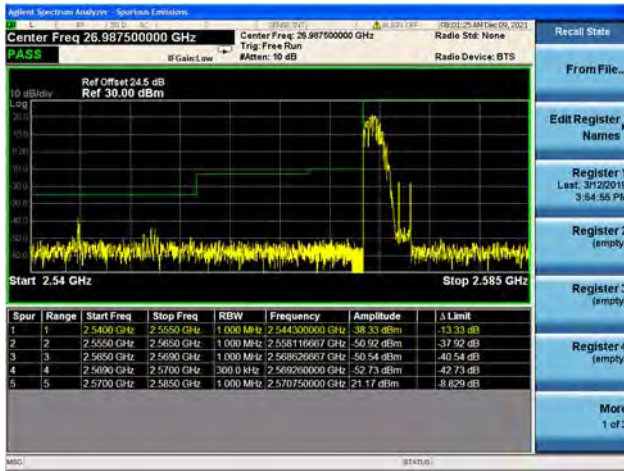 Agilent Spectrum Analyzer - Spurious Emissions
Center Freq 26.987500000 GHz
Center Freq: 26.987500000 GHz
Trig: Free Run
#Atten: 10 dB
#IFGain:Low
08:01:25 AM Dec 09, 2021
Radio Std: None
Radio Device: BTS
PASS
Ref Offset 24.5 dB
Ref 30.00 dBm
10 dB/div
Log
Start 2.54 GHz
Stop 2.585 GHz
Spur Range Start Freq Stop Freq RBW Frequency Amplitude Δ Limit
1 1 2.5400 GHz 2.5550 GHz 1.000 MHz 2.544300000 GHz -38.33 dBm -13.33 dB
2 2 2.5550 GHz 2.5650 GHz 1.000 MHz 2.558116667 GHz -50.92 dBm -37.92 dB
3 3 2.5650 GHz 2.5690 GHz 1.000 MHz 2.568626667 GHz -50.54 dBm -40.54 dB
4 4 2.5690 GHz 2.5700 GHz 300.0 kHz 2.569260000 GHz -52.73 dBm -42.73 dB
5 5 2.5700 GHz 2.5850 GHz 1.000 MHz 2.570750000 GHz 21.17 dBm -8.829 dB
MSG
STATUS
Recall State
From File...
Edit Register
Names
Register 1
Last: 3/12/2019
3:54:55 PM
Register 2
(empty
Register 3
(empty
Register 4
(empty
More
1 of 3